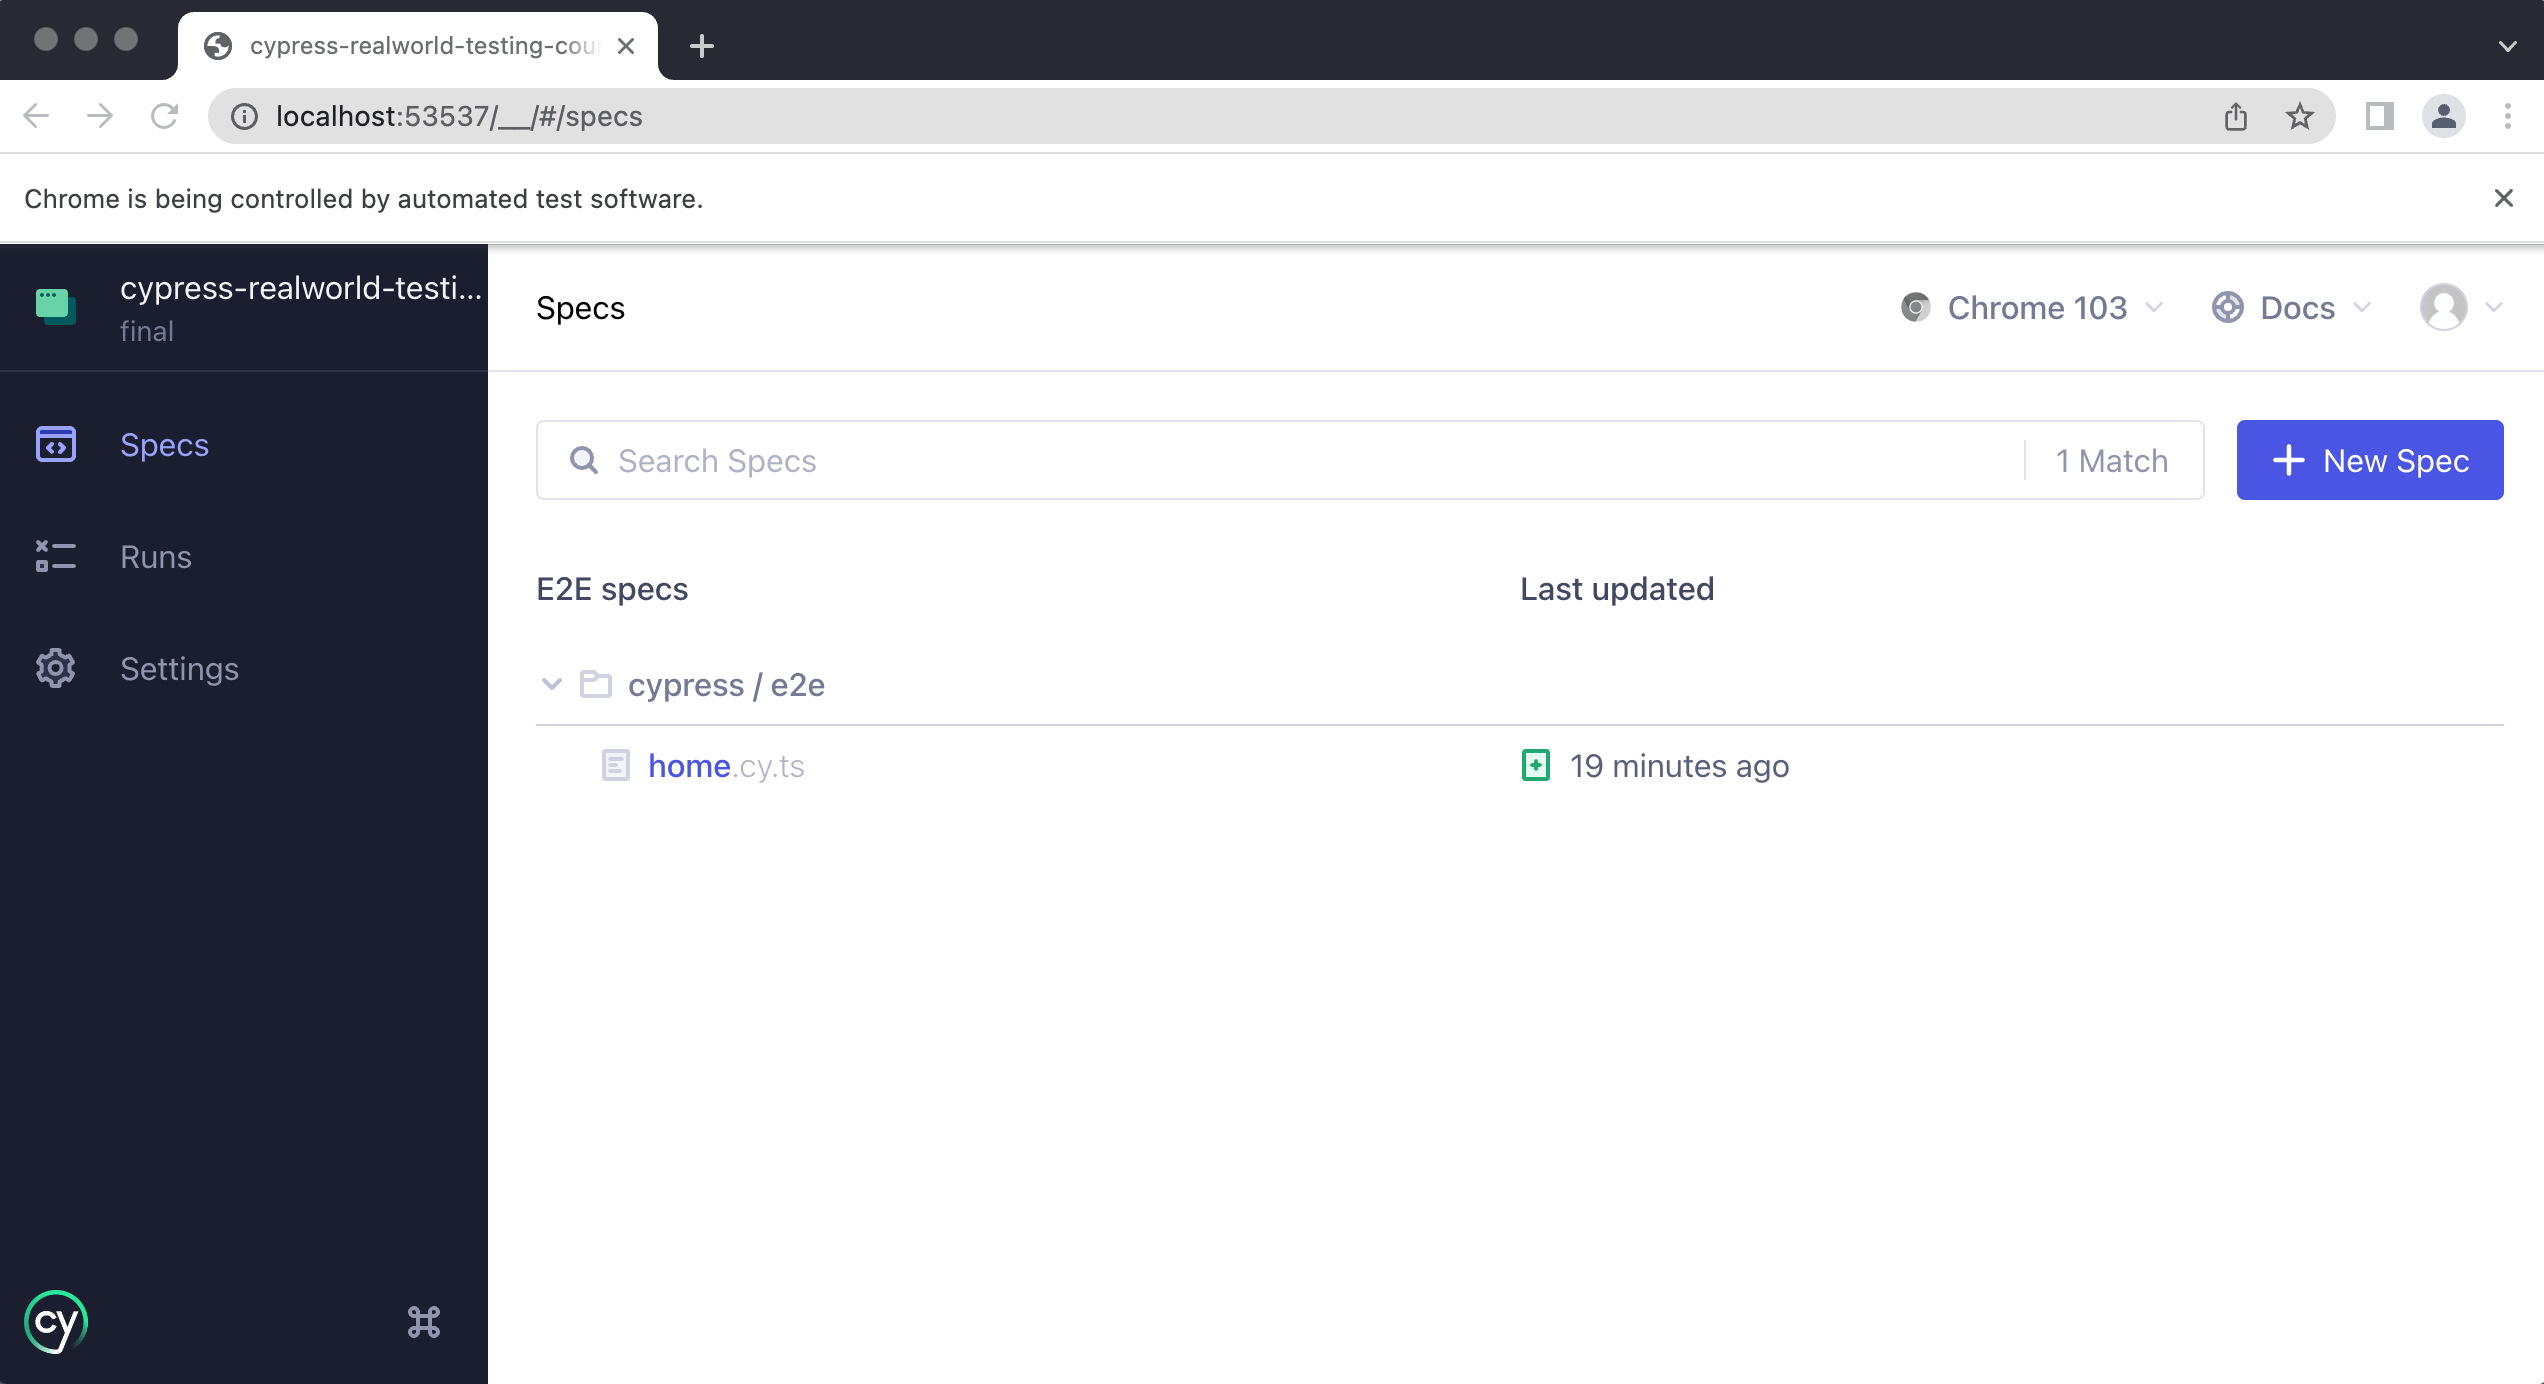 cypress-realworld-testing-cou
localhost:53537/__/#/specs
Chrome is being controlled by automated test software.
cypress-realworld-testi...
final
Specs
Runs
Settings
cy
Specs
Chrome 103
Docs
Search Specs
1 Match
New Spec
E2E specs
Last updated
cypress / e2e
home.cy.ts
19 minutes ago